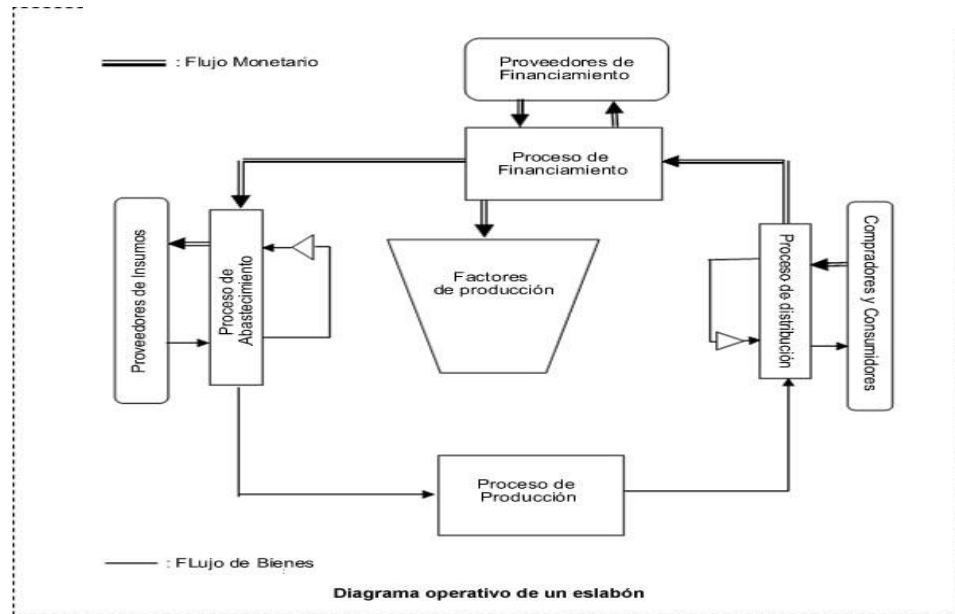 : Flujo Monetario
Proveedores de
Financiamiento
Proceso de
Financiamiento
Proveedores de Insumos
Proceso de
Abastecimiento
Factores
de producción
Proceso de distribución
Compradores y Consumidores
Proceso de
Producción
: FLujo de Bienes
Diagrama operativo de un eslabón